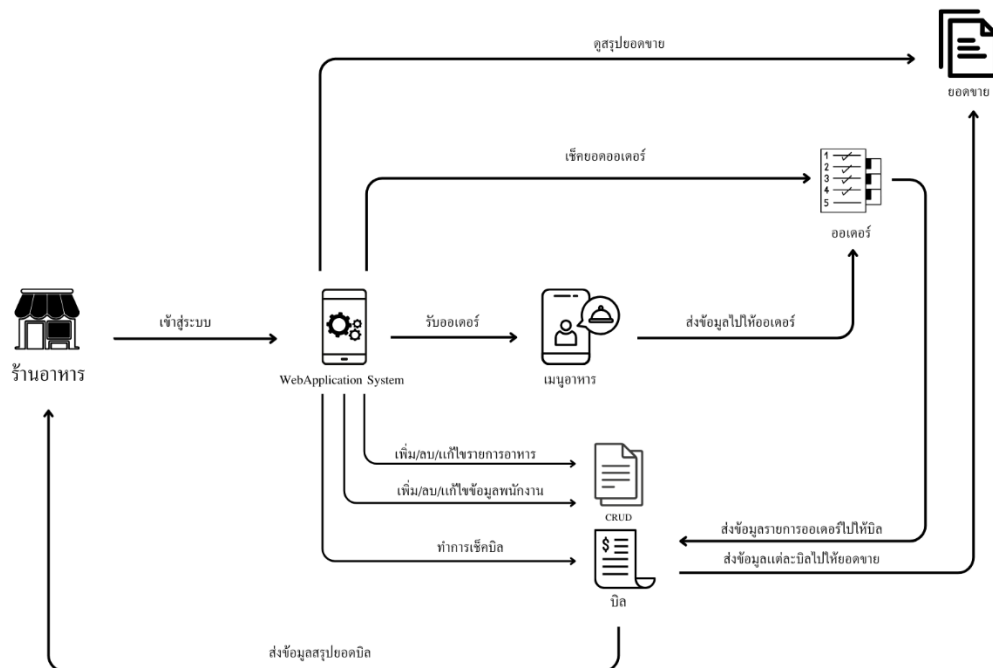 ดูสรุปยอดขาย
ยอดขาย
เช็คยอดออเดอร์
1
2
3
4
5
ออเดอร์
เข้าสู่ระบบ
รับออเดอร์
ส่งข้อมูลไปให้ออเดอร์
ร้านอาหาร
WebApplication System
เมนูอาหาร
เพิ่ม/ลบ/แก้ไขรายการอาหาร
เพิ่ม/ลบ/แก้ไขข้อมูลพนักงาน
CRUD
ส่งข้อมูลรายการออเดอร์ไปให้บิล
ทำการเช็คบิล
$
ส่งข้อมูลแต่ละบิลไปให้ยอดขาย
บิล
ส่งข้อมูลสรุปยอดบิล